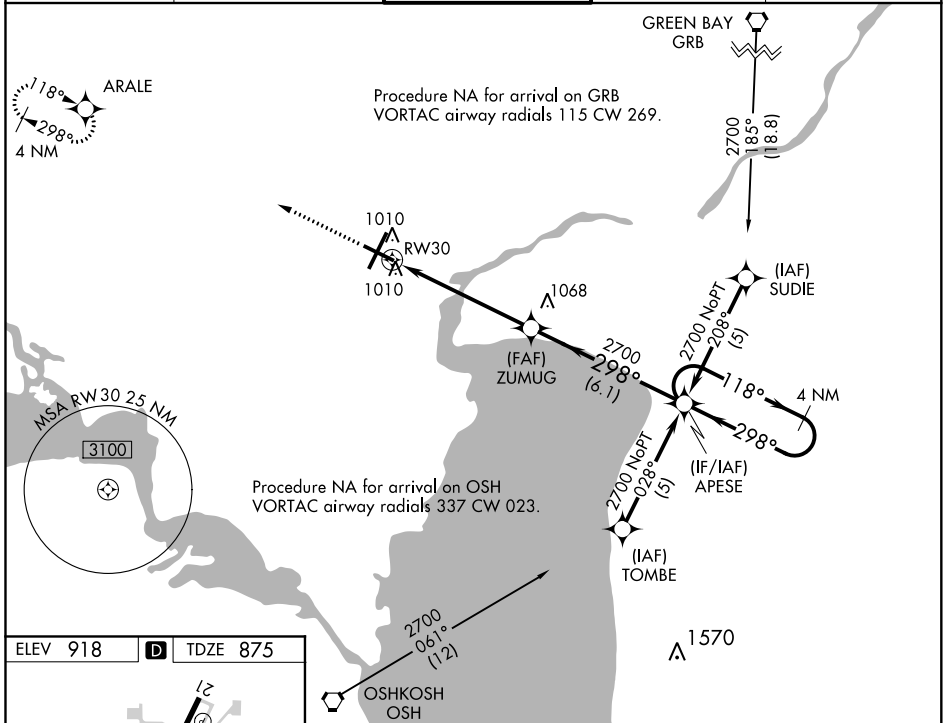 GREEN BAY
GRB
118°
ARALE
298°
4 NM
Procedure NA for arrival on GRB
VORTAC airway radials 115 CW 269.
2700
185°
(18.8)
1010
RW30
1010
(IAF)
SUDIE
1068
2700 NoPT
208°
(5)
(FAF)
ZUMUG
2700
298°
(6.1)
118°
4 NM
298°
MSA RW30 25 NM
3100
(IF/IAF)
APESE
Procedure NA for arrival on OSH
VORTAC airway radials 337 CW 023.
2700 NoPT
028°
(5)
(IAF)
TOMBE
2700
061°
(12)
1570
ELEV 918 D TDZE 875
OSHKOSH
OSH
21